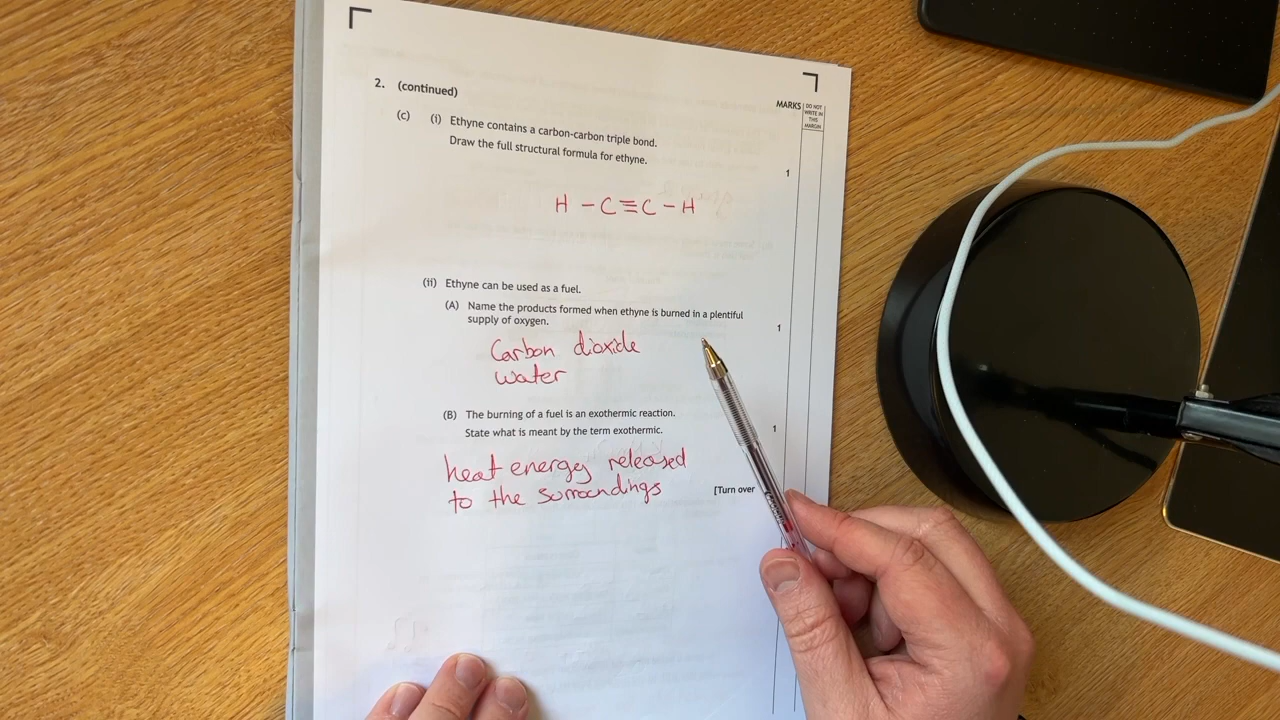 2. (continued)
MARKS
DO NOT
WRITE IN
THIS
MARGIN
(c) (i) Ethyne contains a carbon-carbon triple bond.
Draw the full structural formula for ethyne.
1
H – C ≡ C – H
(ii) Ethyne can be used as a fuel.
(A) Name the products formed when ethyne is burned in a plentiful
supply of oxygen.
1
Carbon dioxide
water
(B) The burning of a fuel is an exothermic reaction.
State what is meant by the term exothermic.
1
heat energy released
to the surroundings
[Turn over